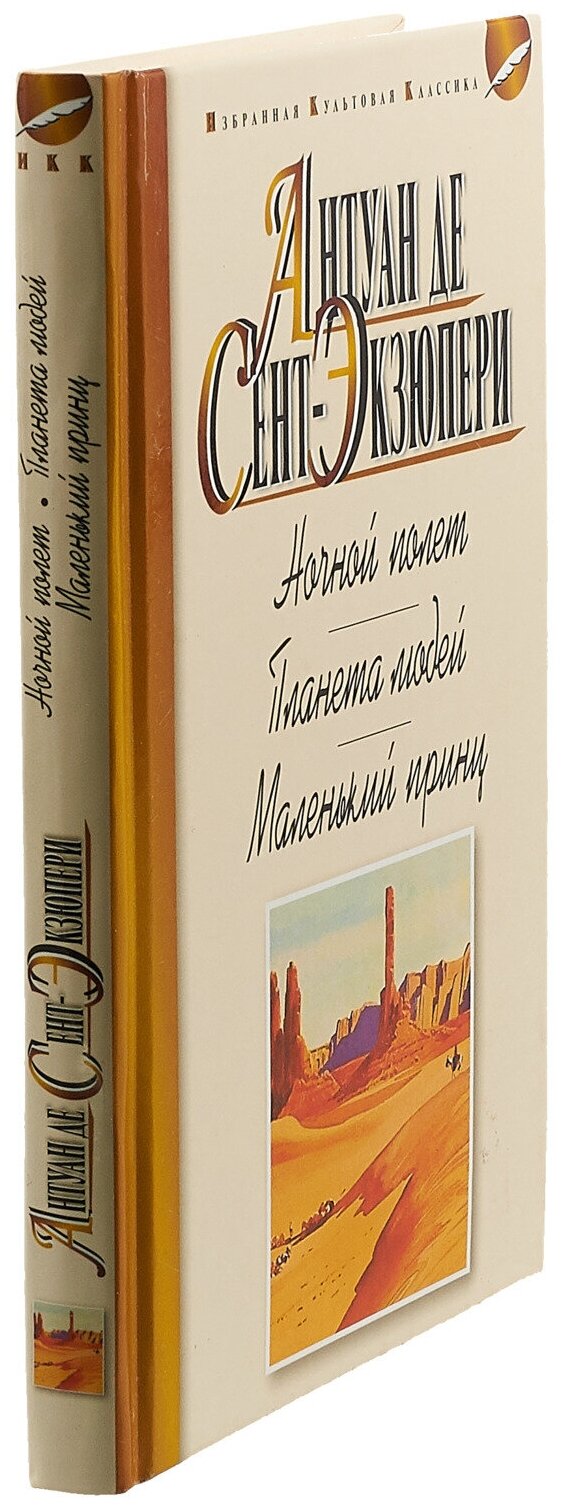 ИКК
Ночной полет • Планета людей
Маленький принц
Антуан де Сент-Экзюпери
Избранная Культовая Классика
Антуан де
Сент-Экзюпери
Ночной полет
Планета людей
Маленький принц